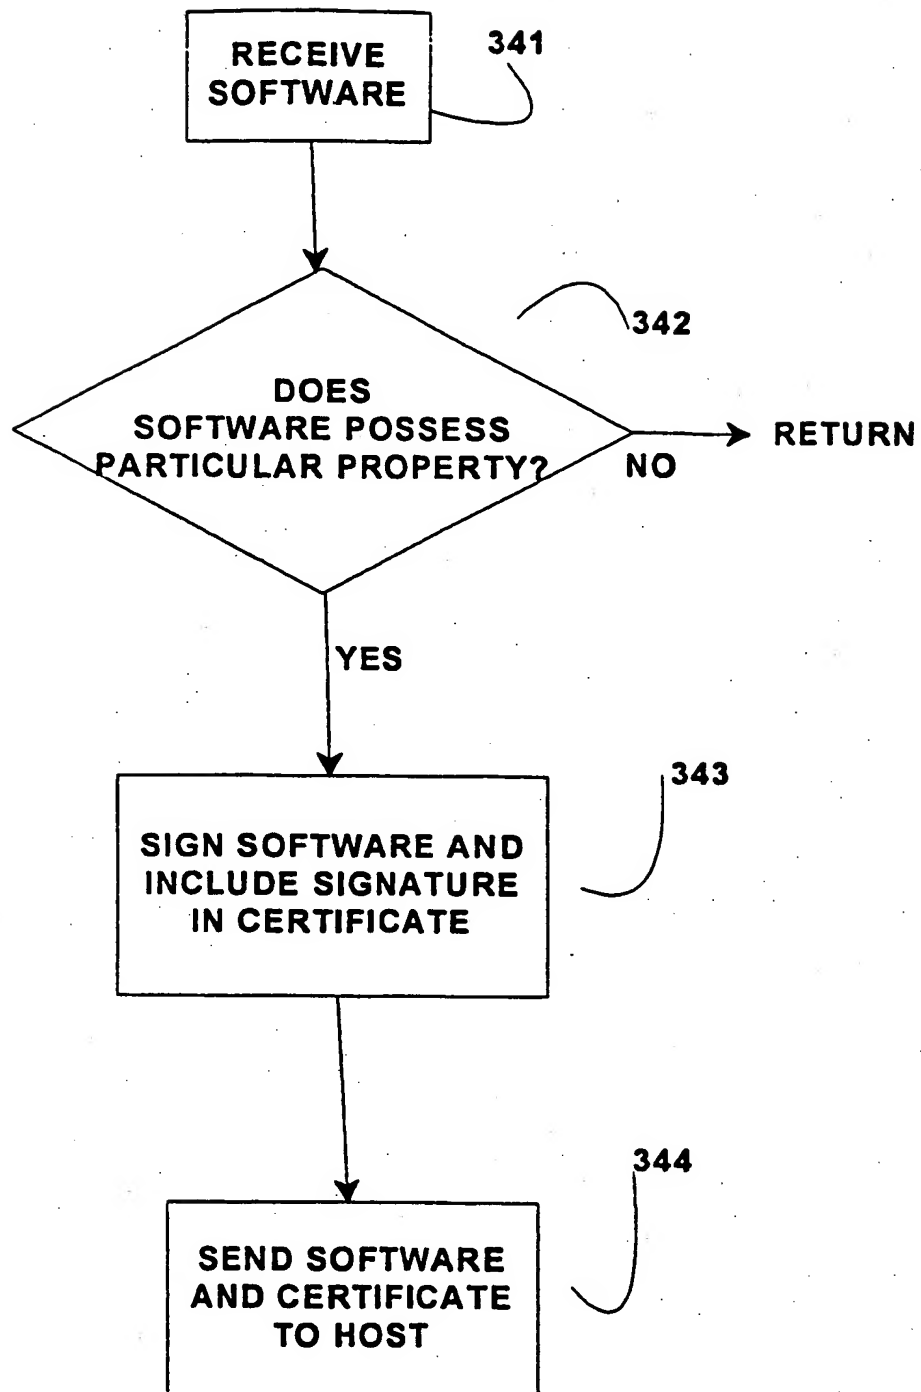 RECEIVE
SOFTWARE
341
342
DOES
SOFTWARE POSSESS
PARTICULAR PROPERTY?
RETURN
NO
YES
343
SIGN SOFTWARE AND
INCLUDE SIGNATURE
IN CERTIFICATE
344
SEND SOFTWARE
AND CERTIFICATE
TO HOST